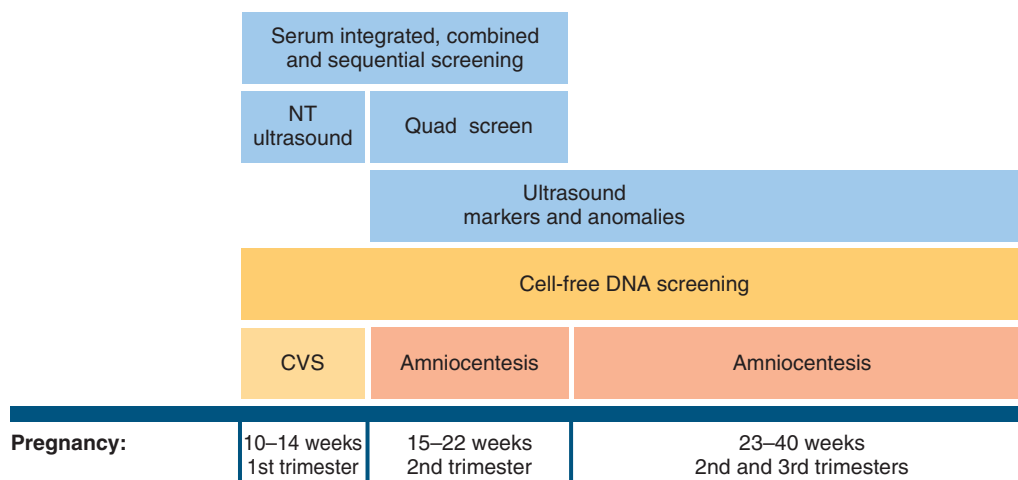 Serum integrated, combined
and sequential screening
NT
ultrasound
Quad screen
Ultrasound
markers and anomalies
Cell-free DNA screening
CVS
Amniocentesis
Amniocentesis
Pregnancy:
10–14 weeks
1st trimester
15–22 weeks
2nd trimester
23–40 weeks
2nd and 3rd trimesters